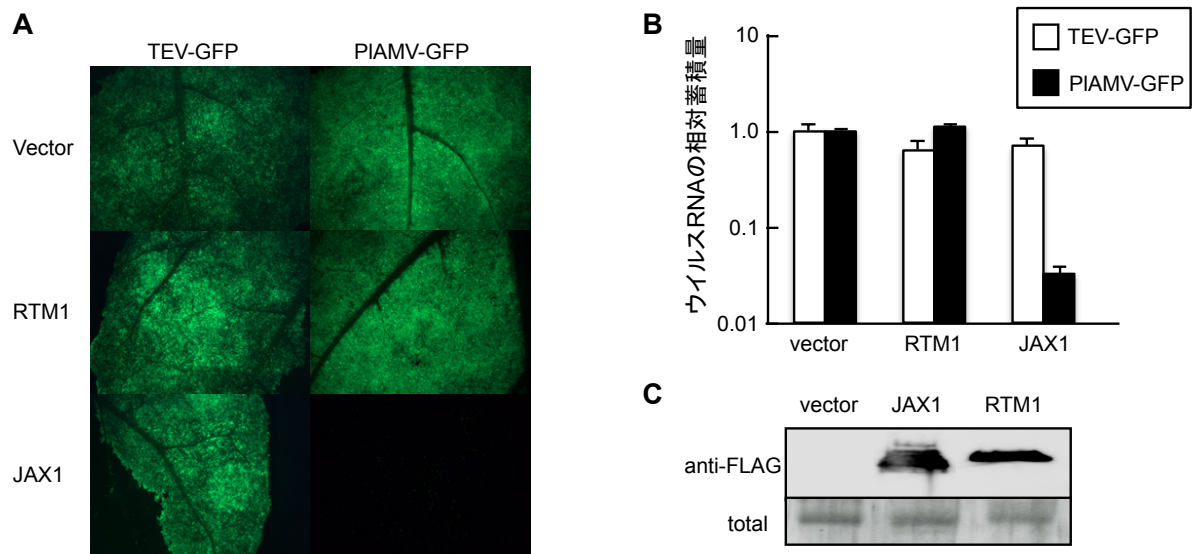 A
TEV-GFP PlAMV-GFP
Vector
RTM1
JAX1
B
ウイルスRNAの相対蓄積量
10
1.0
0.1
0.01
vector RTM1 JAX1
TEV-GFP
PlAMV-GFP
C
vector JAX1 RTM1
anti-FLAG
total